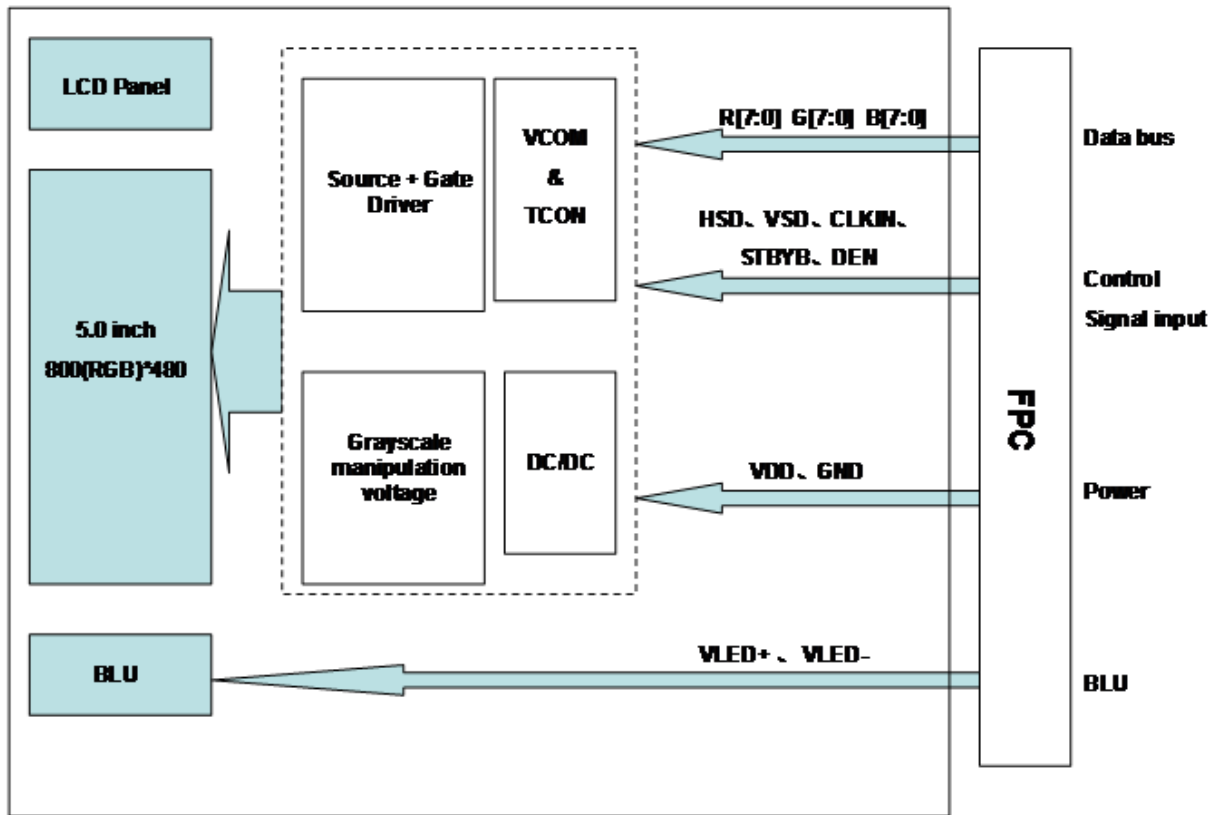 LCD Panel
5.0 inch
800(RGB)*480
BLU
Source + Gate
Driver
VCOM
&
TCON
Grayscale
manipulation
voltage
DC/DC
R[7:0] G[7:0] B[7:0]
HSD、VSD、CLKIN、
STBYB、DEN
VDD、GND
VLED+ 、VLED-
FPC
Data bus
Control
Signal input
Power
BLU